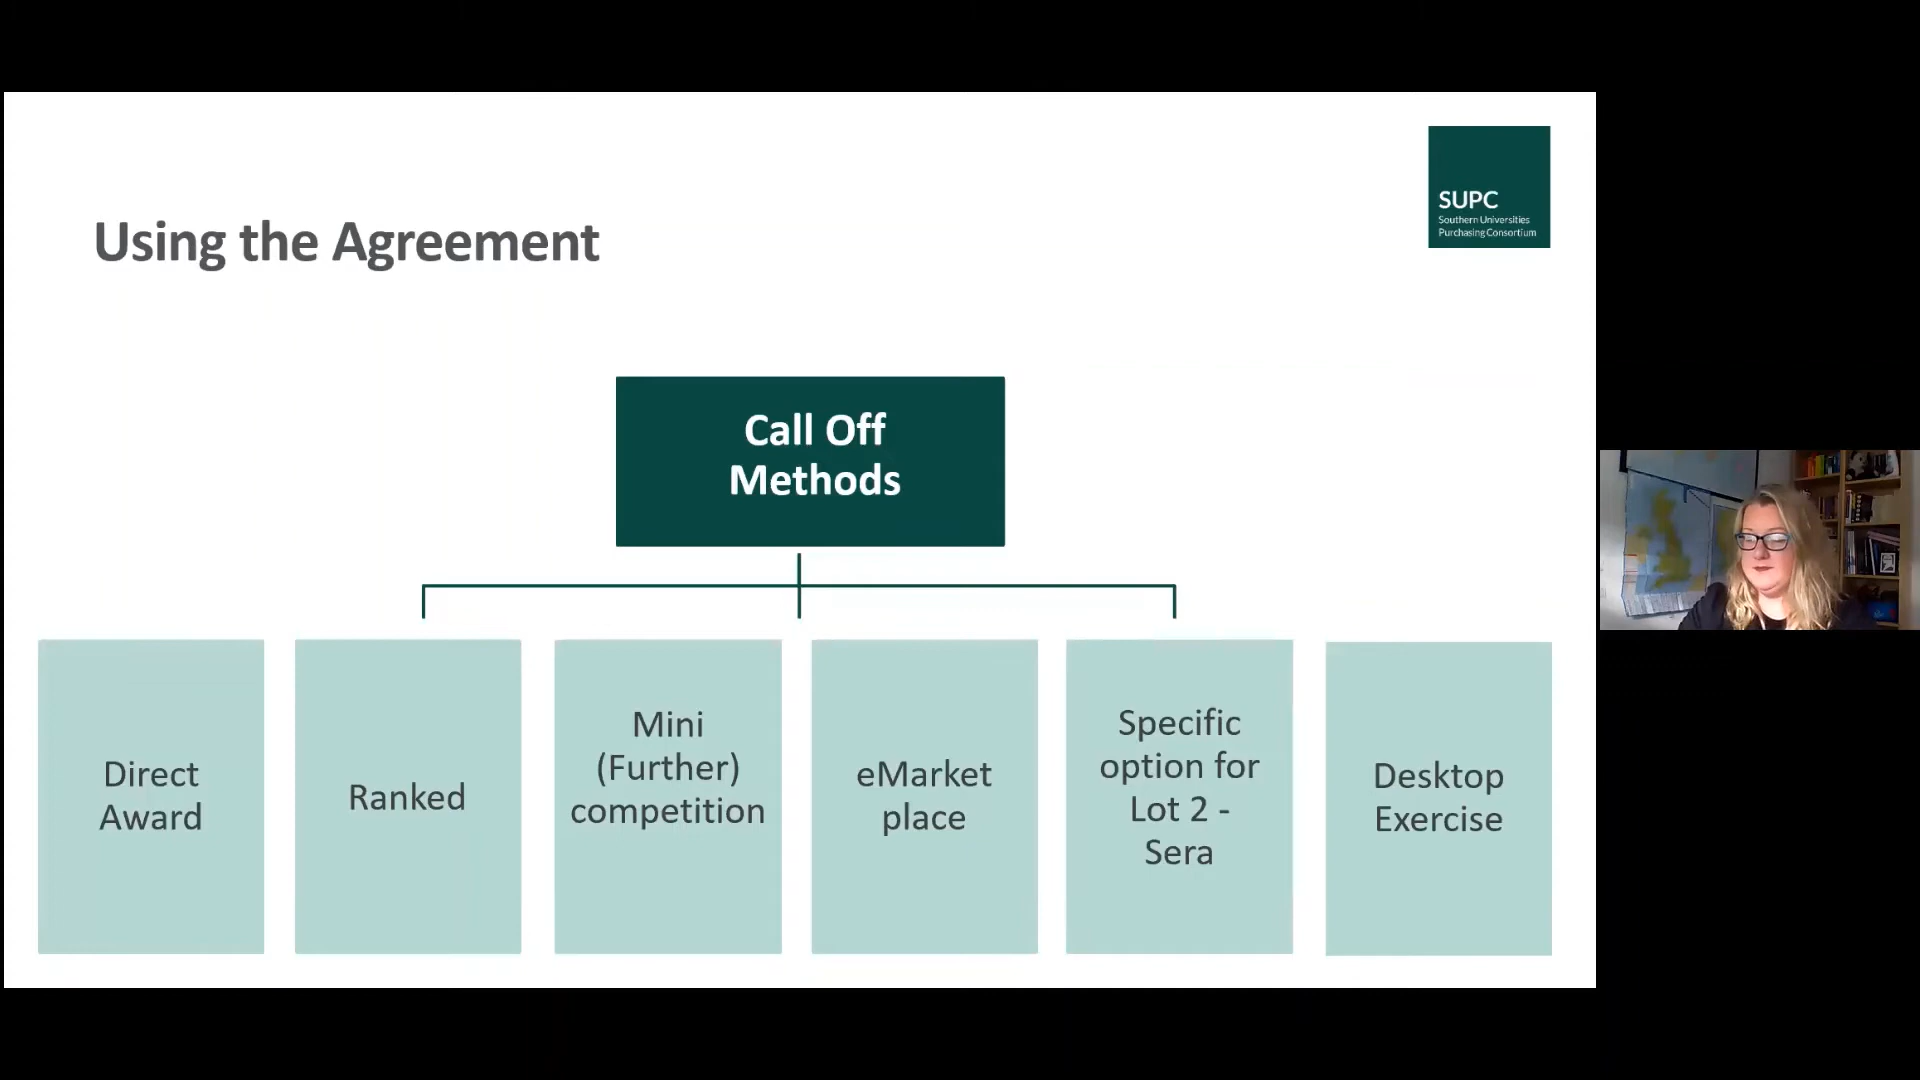 SUPC
Southern Universities
Purchasing Consortium
Using the Agreement
Call Off
Methods
Direct
Award
Ranked
Mini
(Further)
competition
eMarket
place
Specific
option for
Lot 2 -
Sera
Desktop
Exercise